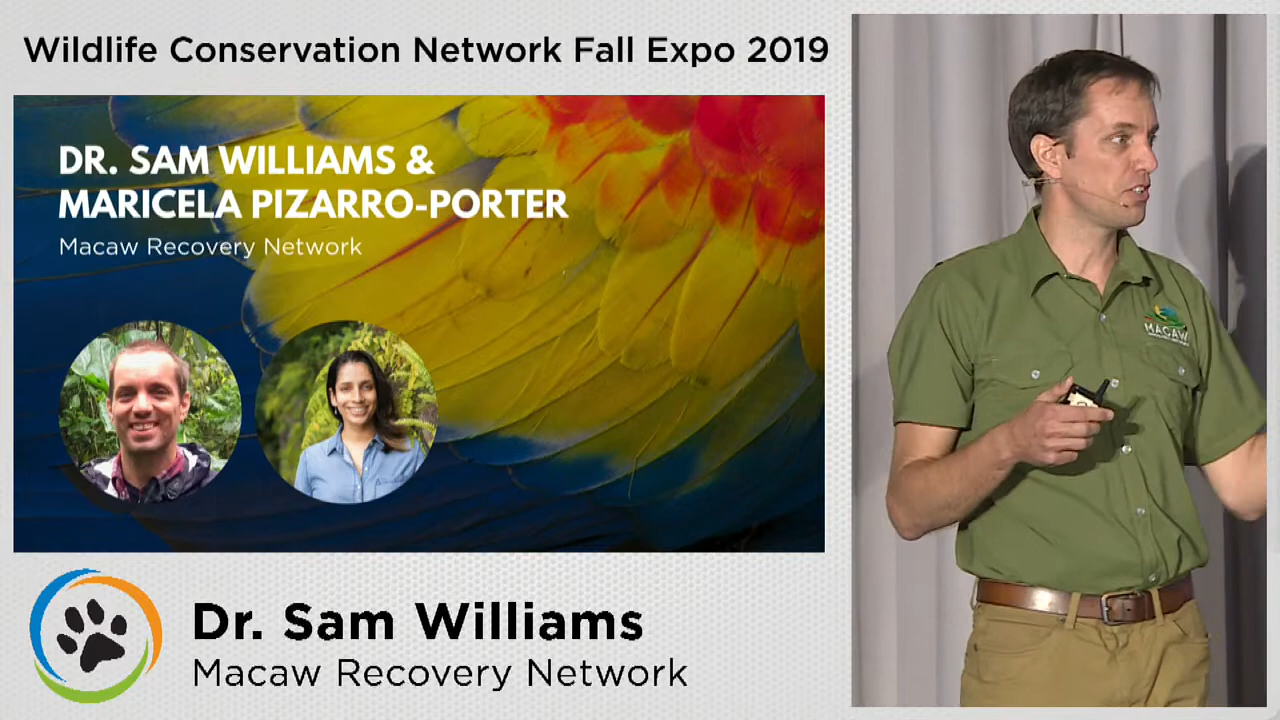 Wildlife Conservation Network Fall Expo 2019
DR. SAM WILLIAMS &
MARICELA PIZARRO-PORTER
Macaw Recovery Network
MACAW
Dr. Sam Williams
Macaw Recovery Network